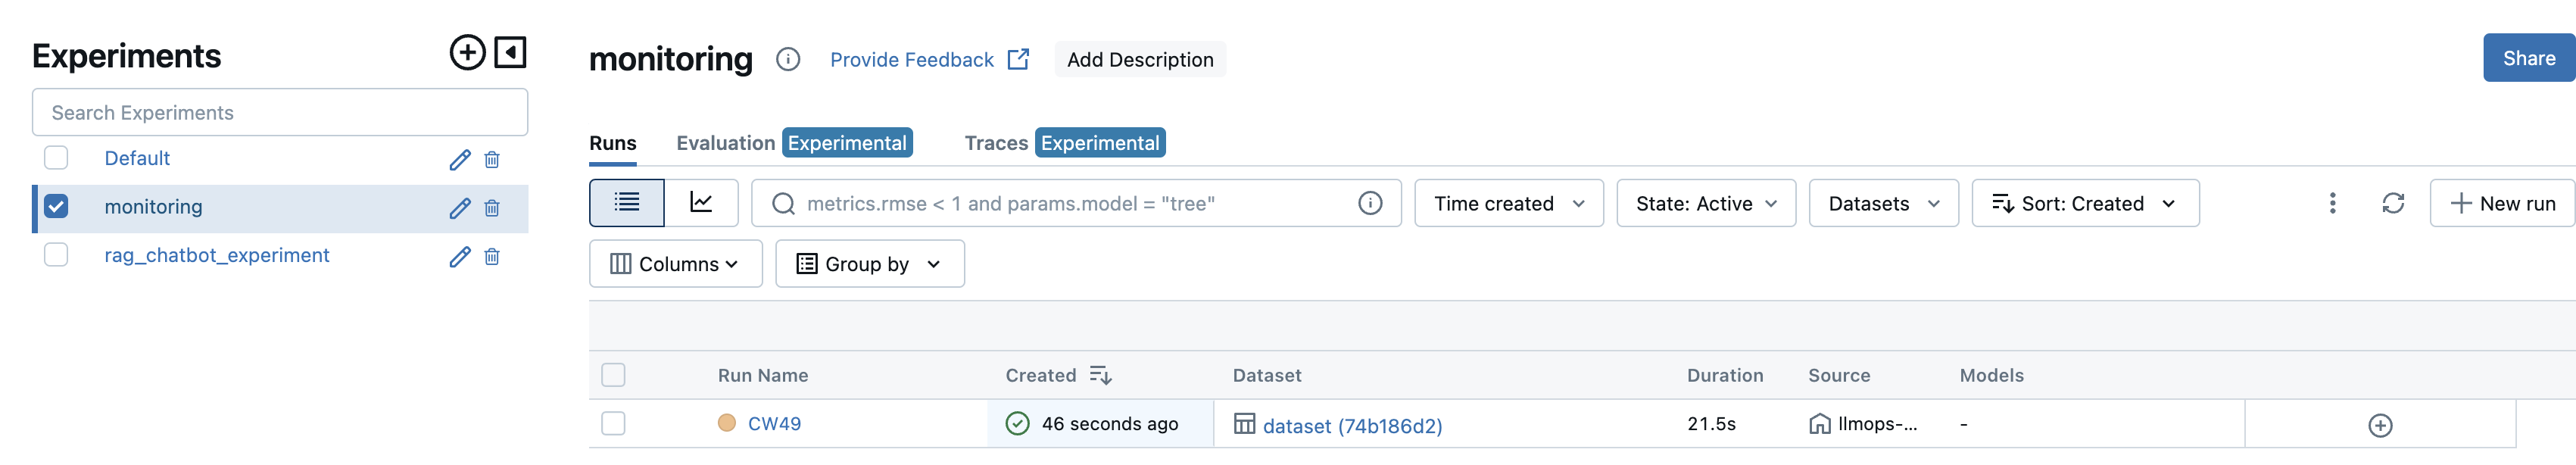 Experiments
Search Experiments
Default
monitoring
rag_chatbot_experiment
monitoring Provide Feedback Add Description
Share
Runs Evaluation Experimental Traces Experimental
metrics.rmse < 1 and params.model = "tree" Time created State: Active Datasets Sort: Created New run
Columns Group by
Run Name Created Dataset Duration Source Models
CW49 46 seconds ago dataset (74b186d2) 21.5s llmops-... -